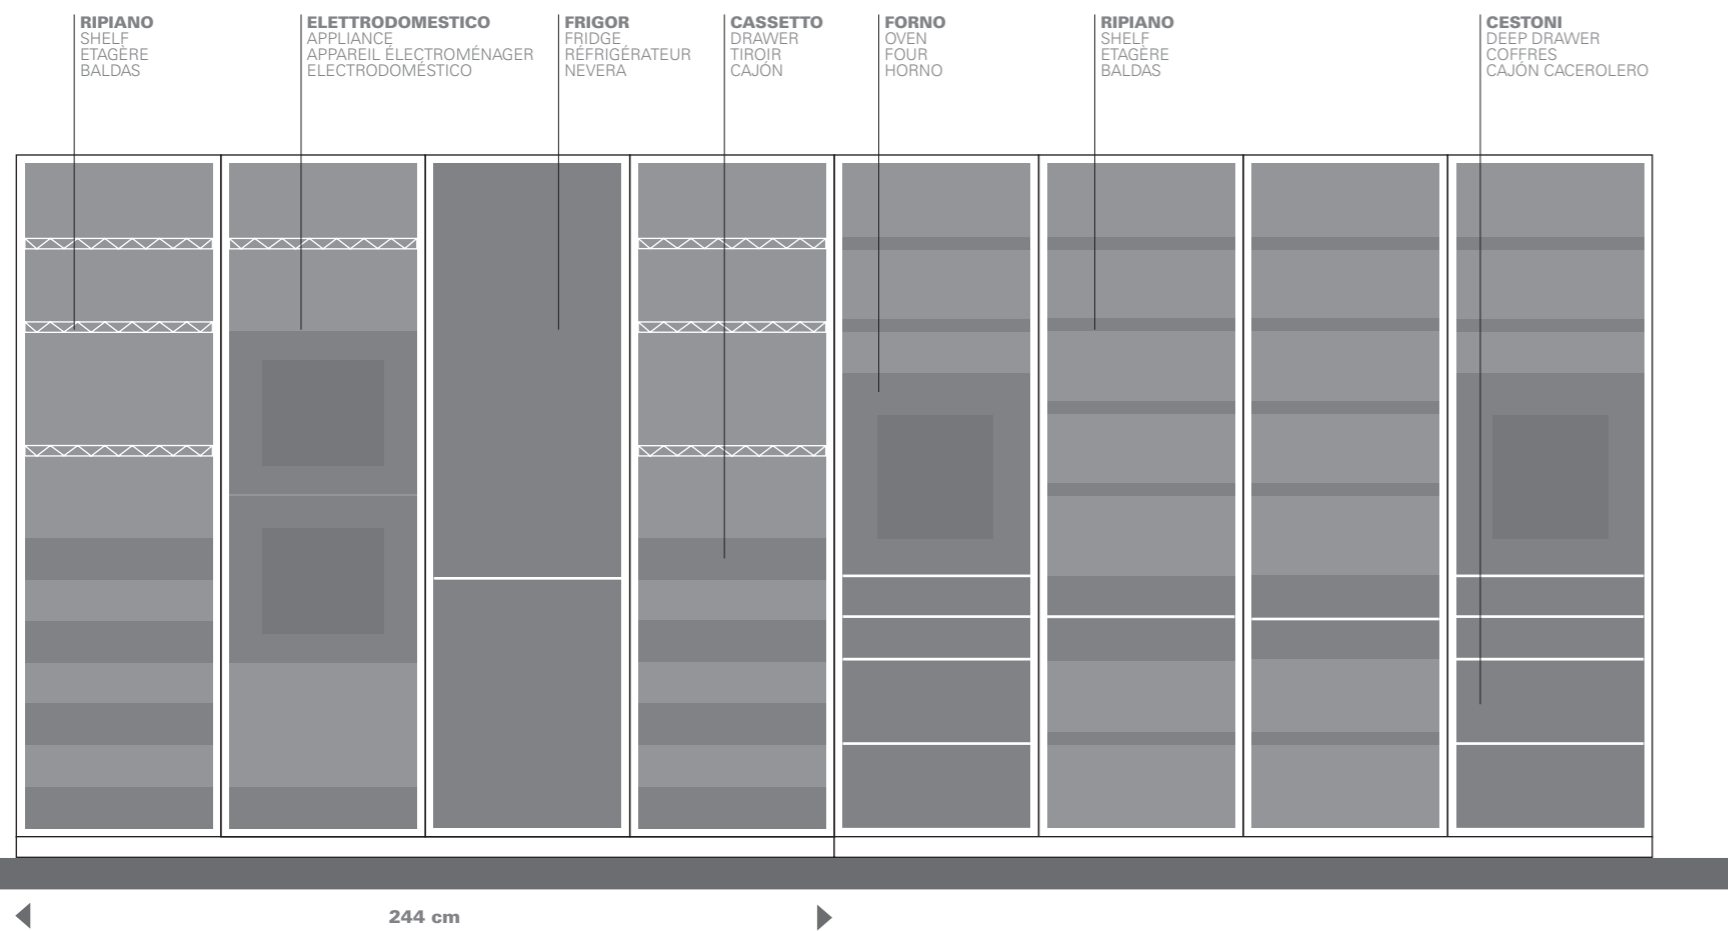 RIPIANO
SHELF
ETAGÈRE
BALDAS
ELETTRODOMESTICO
APPLIANCE
APPAREIL ÉLECTROMÉNAGER
ELECTRODOMÉSTICO
FRIGOR
FRIDGE
RÉFRIGÉRATEUR
NEVERA
CASSETTO
DRAWER
TIROIR
CAJÓN
FORNO
OVEN
FOUR
HORNO
RIPIANO
SHELF
ETAGÈRE
BALDAS
CESTONI
DEEP DRAWER
COFFRES
CAJÓN CACEROLERO
244 cm